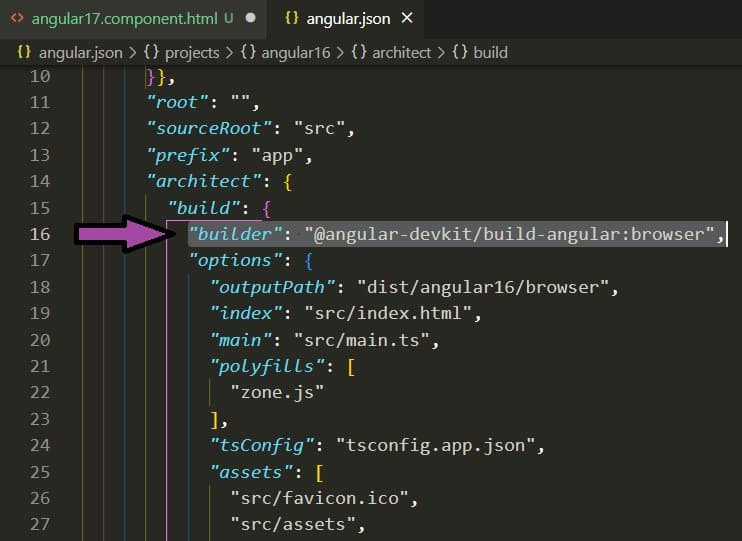 <> angular17.component.html U ●
{} angular.json ×
{} angular.json > {} projects > {} angular16 > {} architect > {} build
10 }},
11 "root": "",
12 "sourceRoot": "src",
13 "prefix": "app",
14 "architect": {
15 "build": {
16 "builder": "@angular-devkit/build-angular:browser",
17 "options": {
18 "outputPath": "dist/angular16/browser",
19 "index": "src/index.html",
20 "main": "src/main.ts",
21 "polyfills": [
22 "zone.js"
23 ],
24 "tsConfig": "tsconfig.app.json",
25 "assets": [
26 "src/favicon.ico",
27 "src/assets",